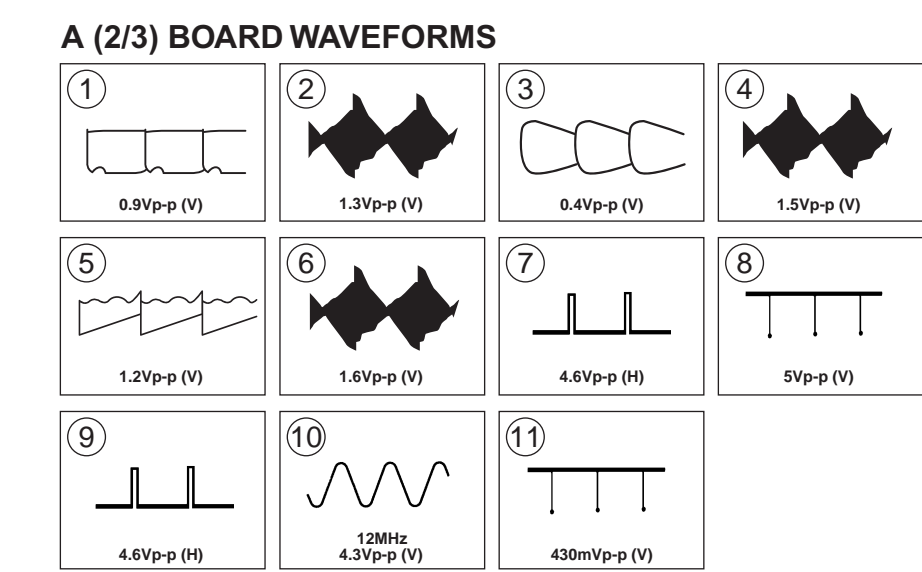 A (2/3) BOARD WAVEFORMS
1
0.9Vp-p (V)
2
1.3Vp-p (V)
3
0.4Vp-p (V)
4
1.5Vp-p (V)
5
1.2Vp-p (V)
6
1.6Vp-p (V)
7
4.6Vp-p (H)
8
5Vp-p (V)
9
4.6Vp-p (H)
10
12MHz
4.3Vp-p (V)
11
430mVp-p (V)